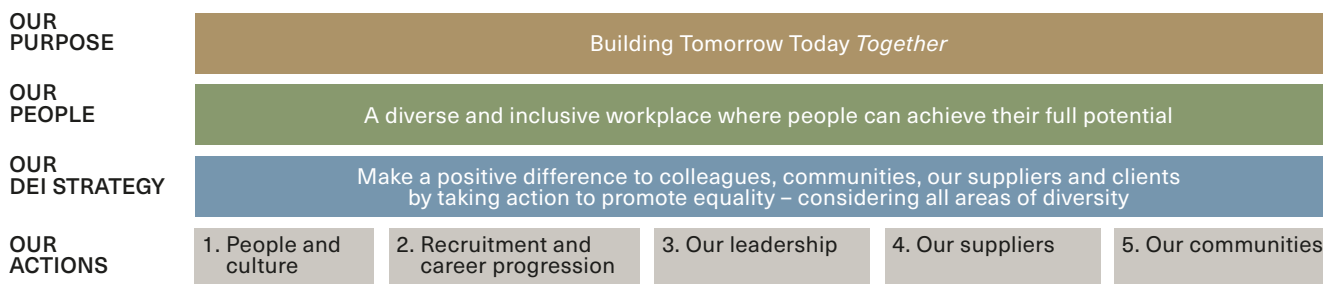 OUR
PURPOSE
Building Tomorrow Today Together
OUR
PEOPLE
A diverse and inclusive workplace where people can achieve their full potential
OUR
DEI STRATEGY
Make a positive difference to colleagues, communities, our suppliers and clients
by taking action to promote equality – considering all areas of diversity
OUR
ACTIONS
1. People and
culture
2. Recruitment and
career progression
3. Our leadership
4. Our suppliers
5. Our communities